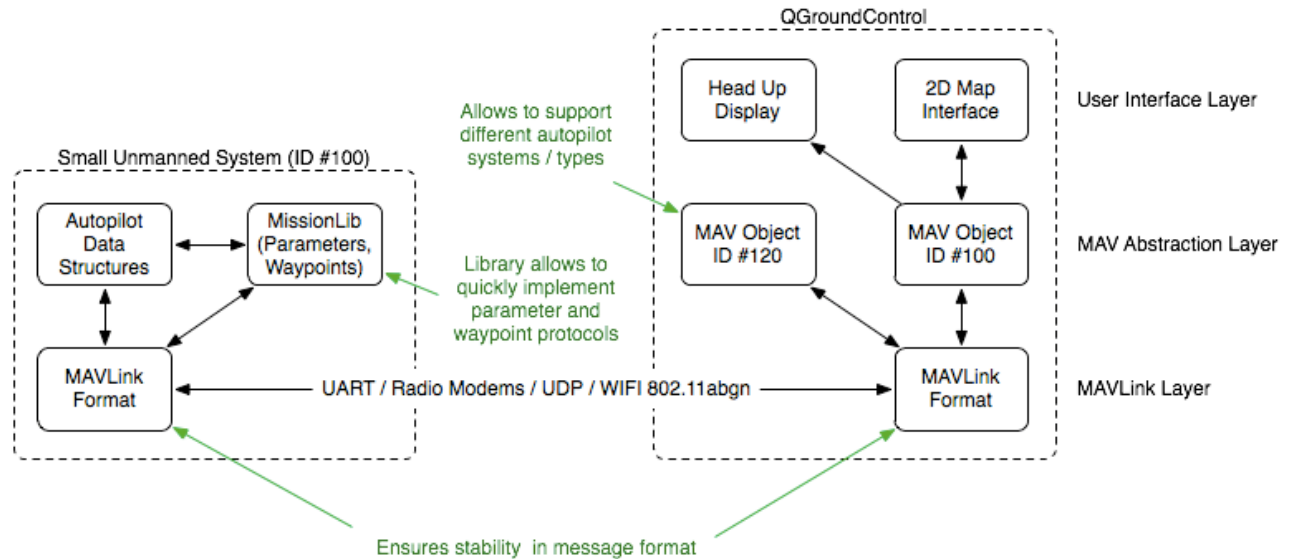 QGroundControl
Head Up
Display
2D Map
Interface
User Interface Layer
Allows to support
different autopilot
systems / types
Small Unmanned System (ID #100)
Autopilot
Data
Structures
MissionLib
(Parameters,
Waypoints)
MAV Object
ID #120
MAV Object
ID #100
MAV Abstraction Layer
Library allows to
quickly implement
parameter and
waypoint protocols
MAVLink
Format
UART / Radio Modems / UDP / WIFI 802.11abgn
MAVLink
Format
MAVLink Layer
Ensures stability in message format